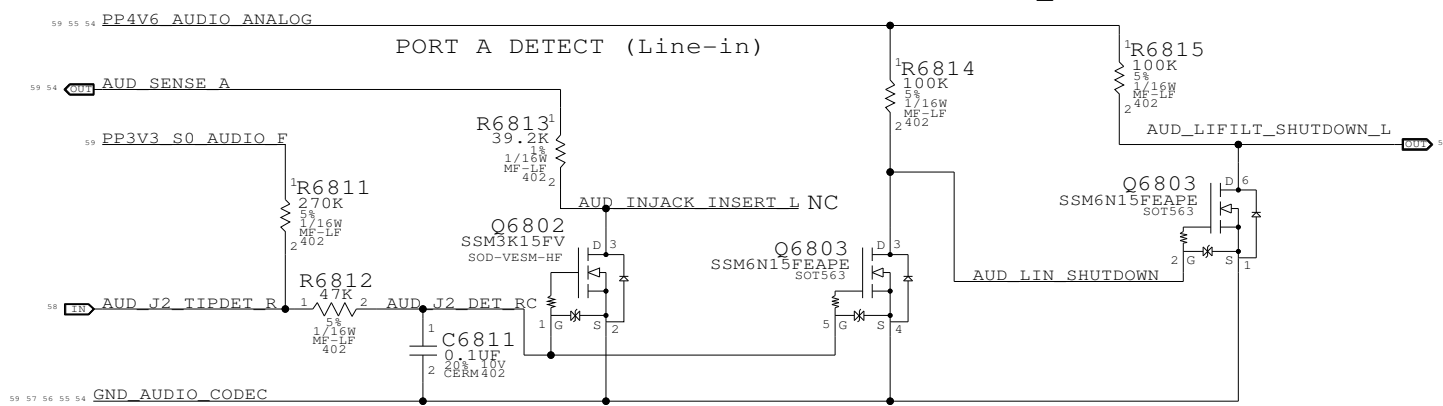 59 55 54 PP4V6_AUDIO_ANALOG
PORT A DETECT (Line-in)
59 54 OUT AUD_SENSE_A
59 PP3V3_S0_AUDIO_F
1
R6811
270K
5%
1/16W
MF-LF
2 402
R6812
1 47K 2
5%
1/16W
MF-LF
402
58 IN AUD_J2_TIPDET_R
AUD_J2_DET_RC
1
C6811
0.1UF
20% 10V
2 CERM 402
59 57 56 55 54 GND_AUDIO_CODEC
R6813 1
39.2K
1%
1/16W
MF-LF
402 2
AUD_INJACK_INSERT_L NC
Q6802
SSM3K15FV
SOD-VESM-HF
D 3
1 G S 2
1
R6814
100K
5%
1/16W
MF-LF
2 402
Q6803
SSM6N15FEAPE
SOT563
D 3
5 G S 4
1
R6815
100K
5%
1/16W
MF-LF
2 402
AUD_LIFILT_SHUTDOWN_L
OUT 5
Q6803
SSM6N15FEAPE
SOT563
D 6
2 G S 1
AUD_LIN_SHUTDOWN